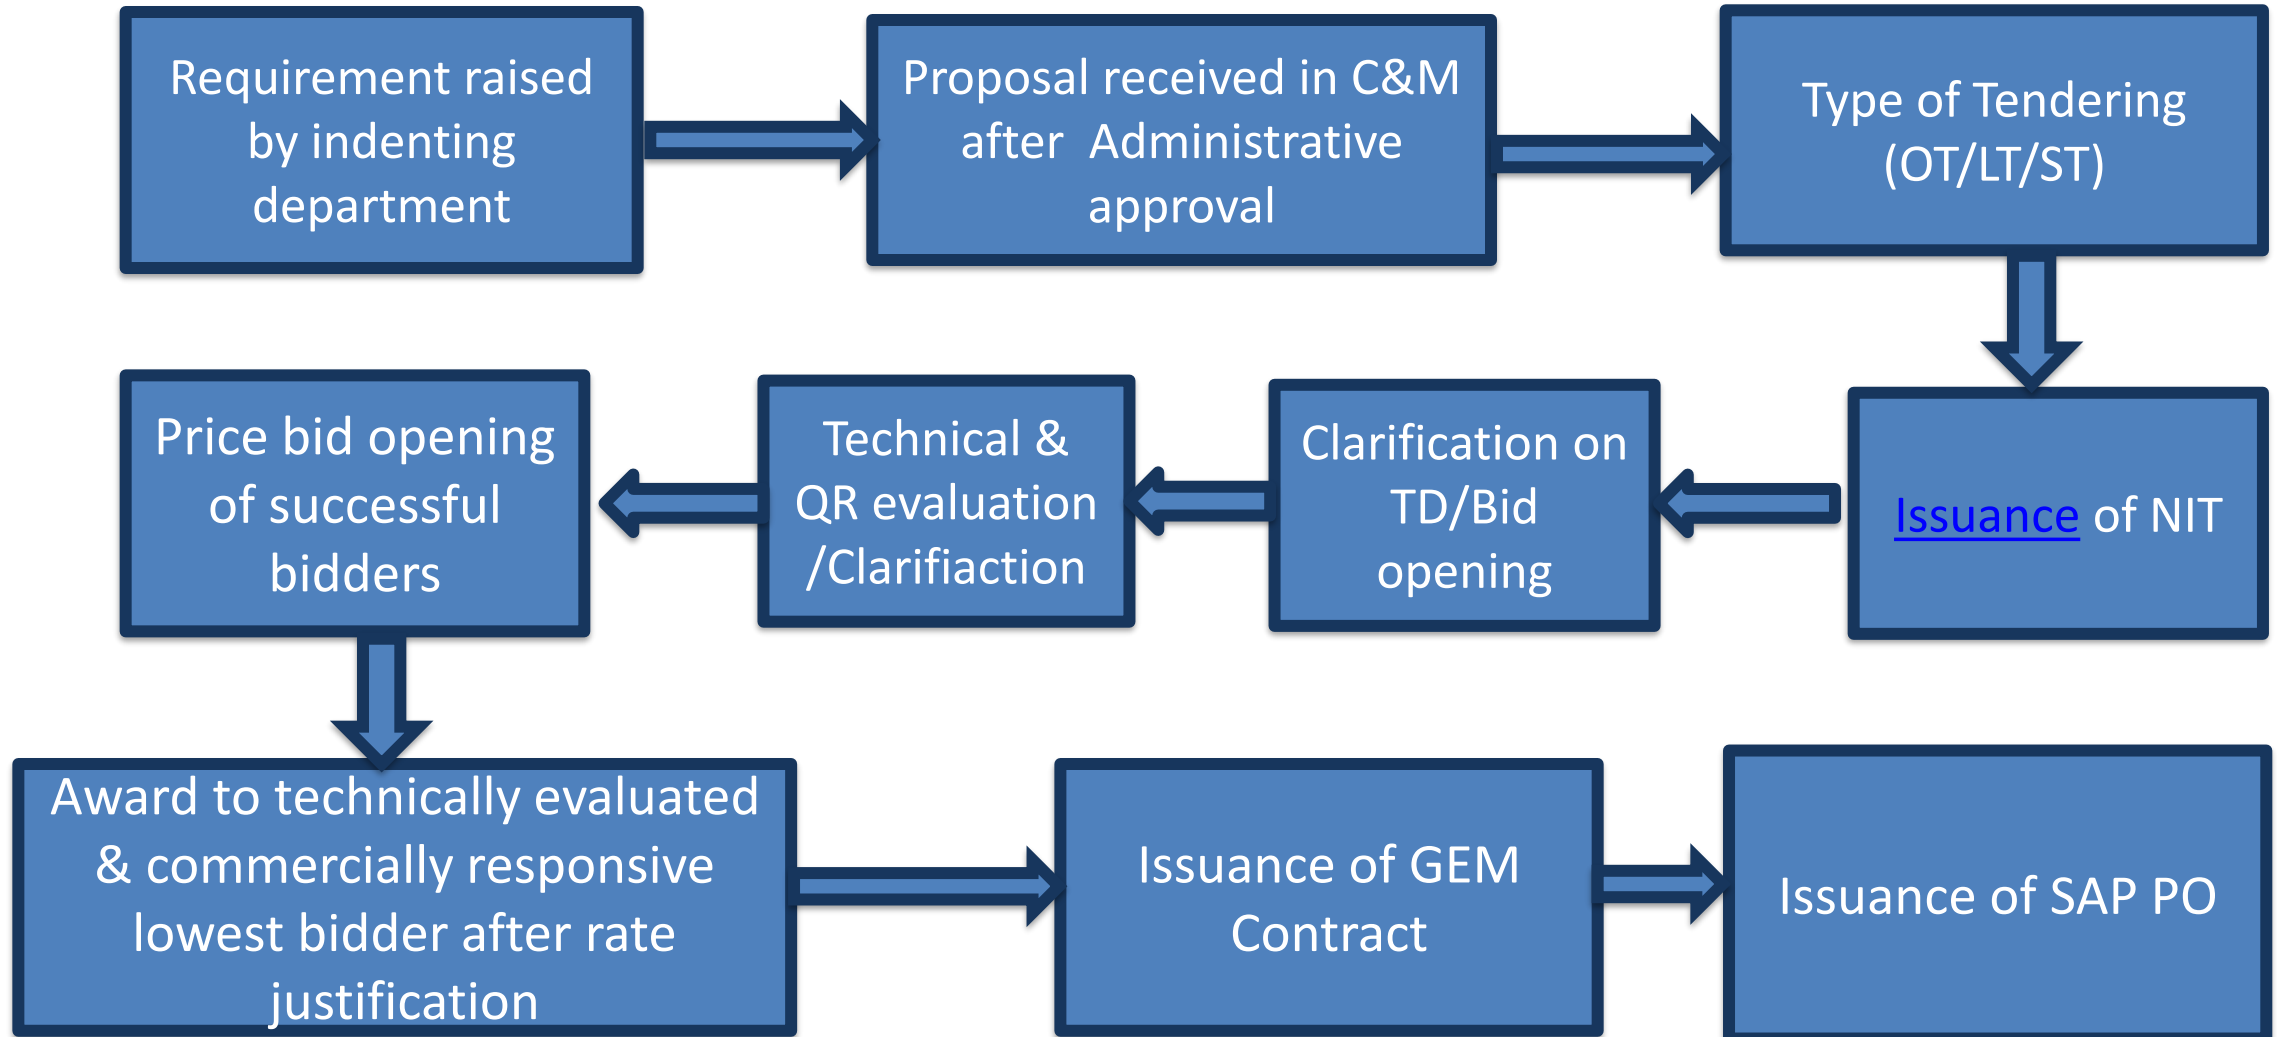 Requirement raised
by indenting
department
Proposal received in C&M
after  Administrative
approval
Type of Tendering
(OT/LT/ST)
Issuance of NIT
Clarification on
TD/Bid
opening
Technical &
QR evaluation
/Clarifiaction
Price bid opening
of successful
bidders
Award to technically evaluated
& commercially responsive
lowest bidder after rate
justification
Issuance of GEM
Contract
Issuance of SAP PO